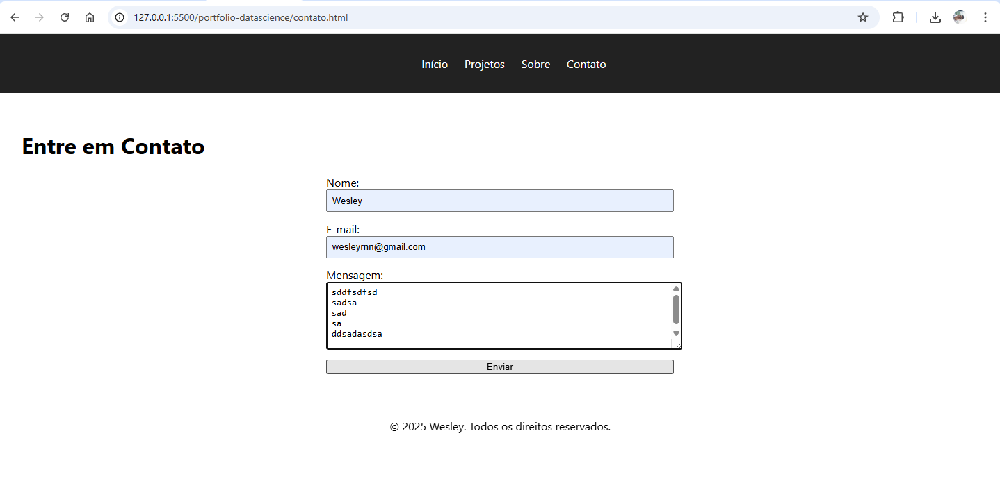 127.0.0.1:5500/portfolio-datascience/contato.html
Início Projetos Sobre Contato
Entre em Contato
Nome:
Wesley
E-mail:
wesleyrnn@gmail.com
Mensagem:
sddfsdfsd
sadsa
sad
sa
ddsadasdsa
Enviar
© 2025 Wesley. Todos os direitos reservados.